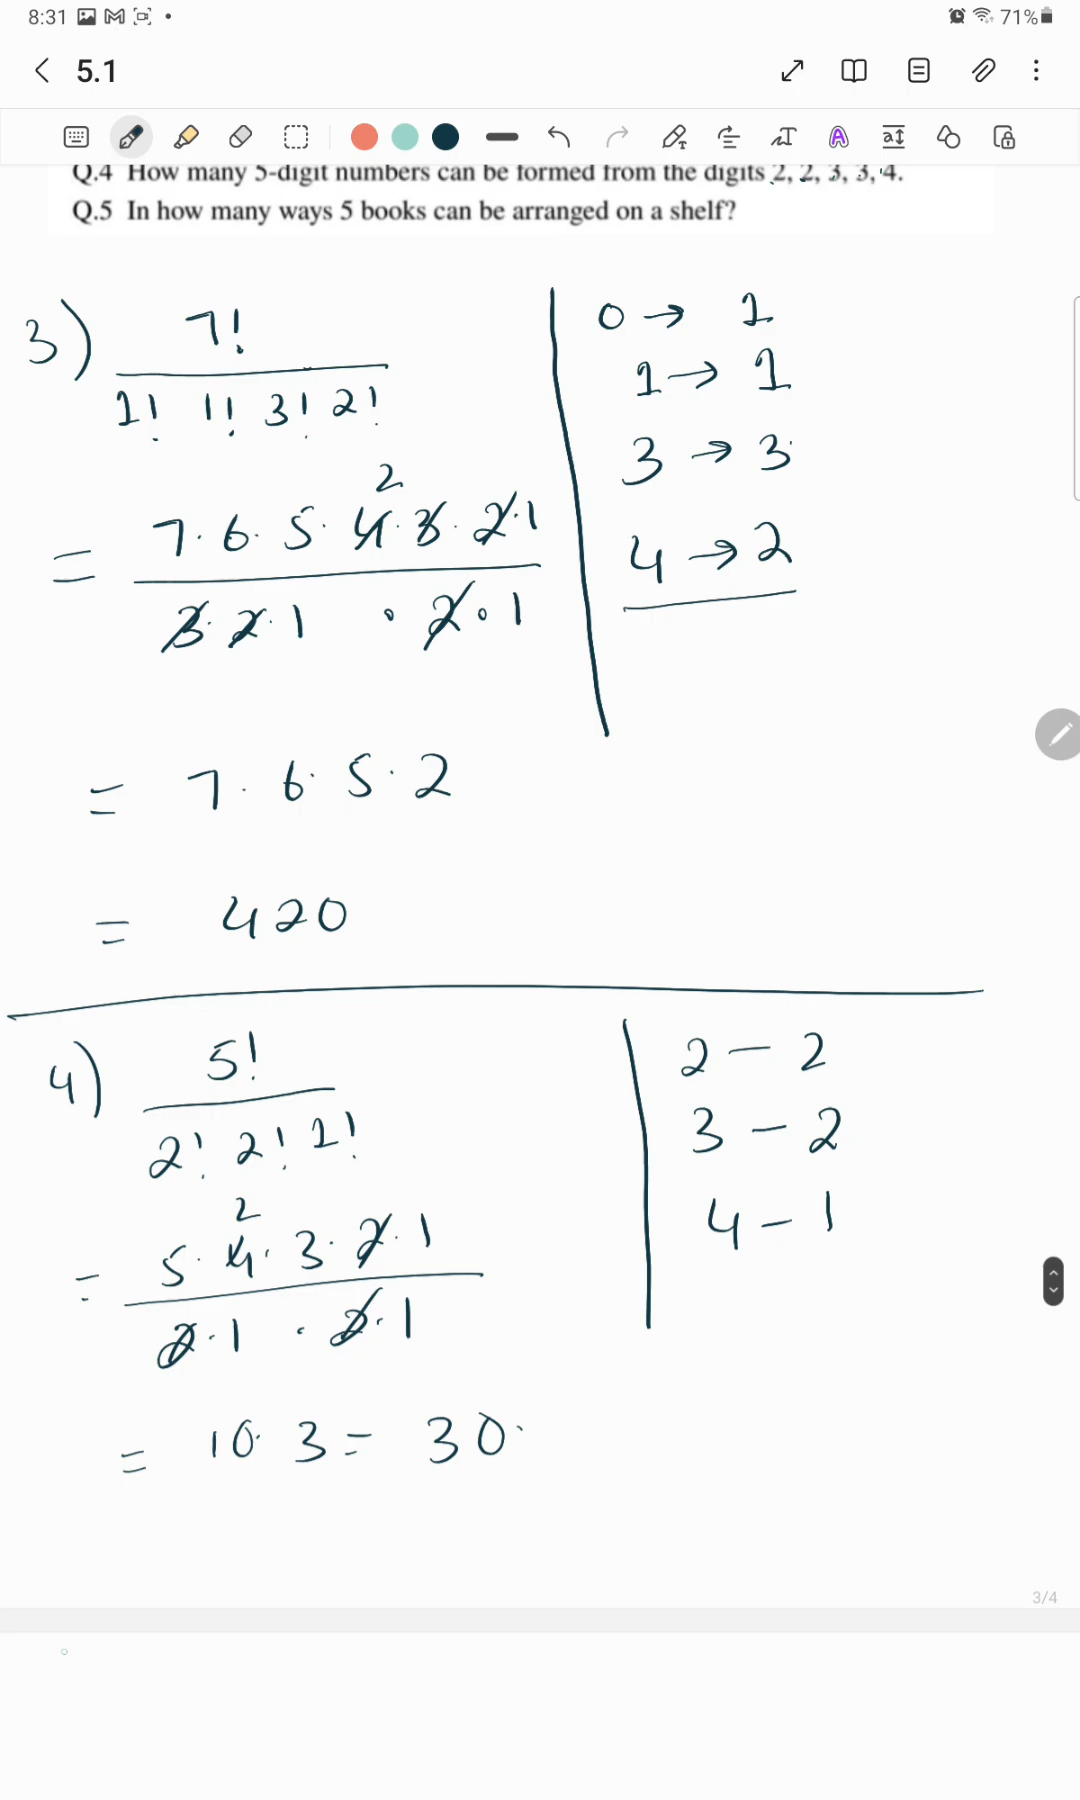 8:31 71%
5.1
Q.4 How many 5-digit numbers can be formed from the digits 2, 2, 3, 3, 4.
Q.5 In how many ways 5 books can be arranged on a shelf?
3) 7!
1! 1! 3! 2!
2
= 7. 6. 5. 4. 3. 2. 1
3. 2. 1 . 2 . 1
= 7. 6. 5. 2
= 420
0 → 1
1 → 1
3 → 3
4 → 2
4) 5!
2! 2! 1!
2
= 5. 4. 3. 2. 1
2. 1 . 2. 1
= 10. 3 = 30.
2 - 2
3 - 2
4 - 1
3/4